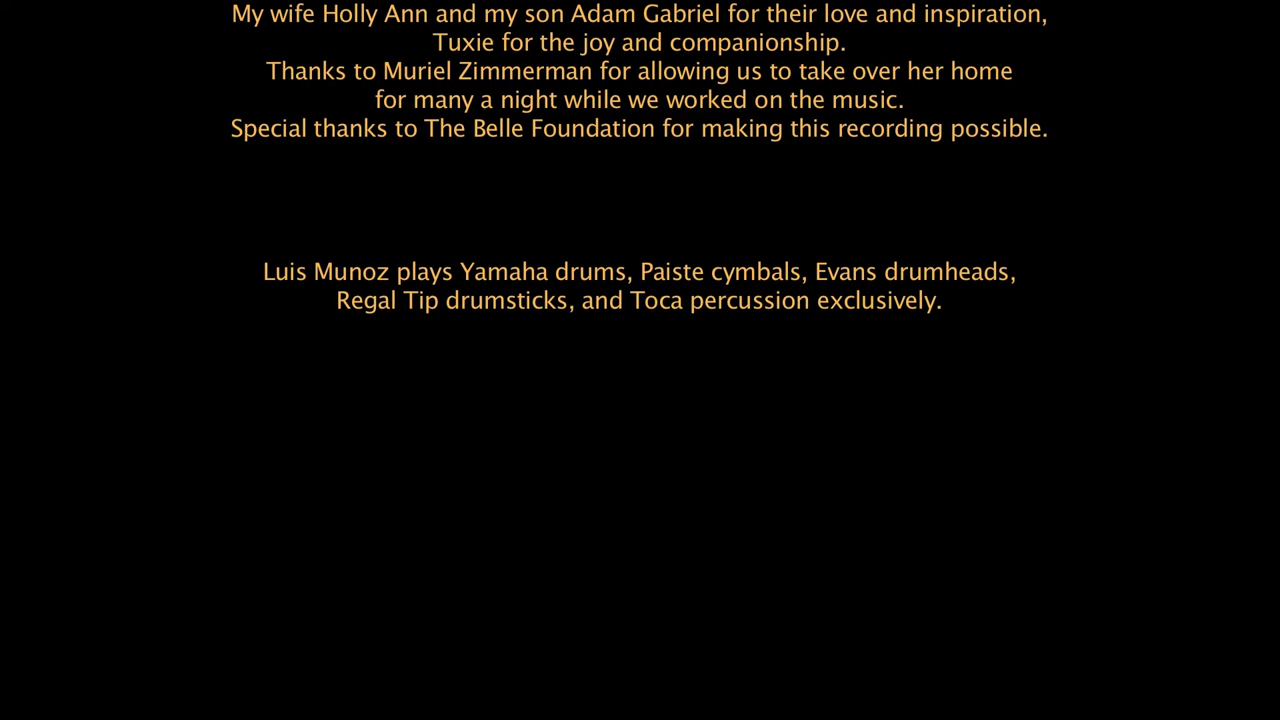 My wife Holly Ann and my son Adam Gabriel for their love and inspiration,
Tuxie for the joy and companionship.
Thanks to Muriel Zimmerman for allowing us to take over her home
for many a night while we worked on the music.
Special thanks to The Belle Foundation for making this recording possible.
Luis Munoz plays Yamaha drums, Paiste cymbals, Evans drumheads,
Regal Tip drumsticks, and Toca percussion exclusively.